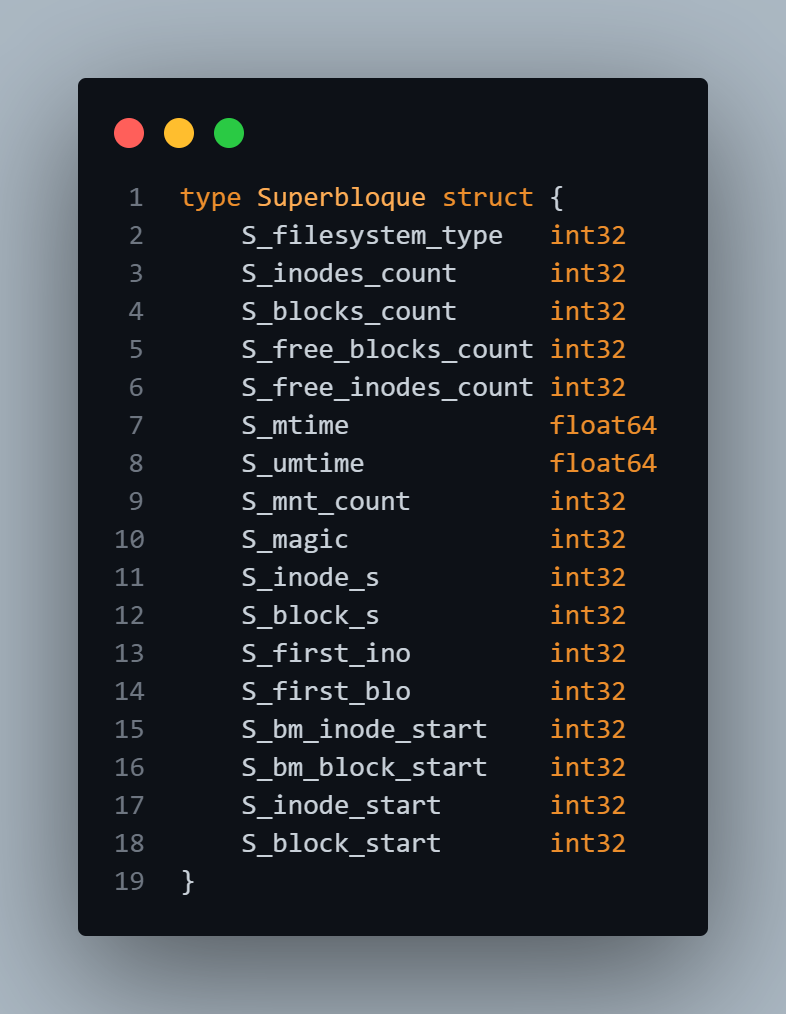 1 type Superbloque struct {
2     S_filesystem_type   int32
3     S_inodes_count      int32
4     S_blocks_count      int32
5     S_free_blocks_count int32
6     S_free_inodes_count int32
7     S_mtime             float64
8     S_umtime            float64
9     S_mnt_count         int32
10     S_magic             int32
11     S_inode_s           int32
12     S_block_s           int32
13     S_first_ino         int32
14     S_first_blo         int32
15     S_bm_inode_start    int32
16     S_bm_block_start    int32
17     S_inode_start       int32
18     S_block_start       int32
19 }